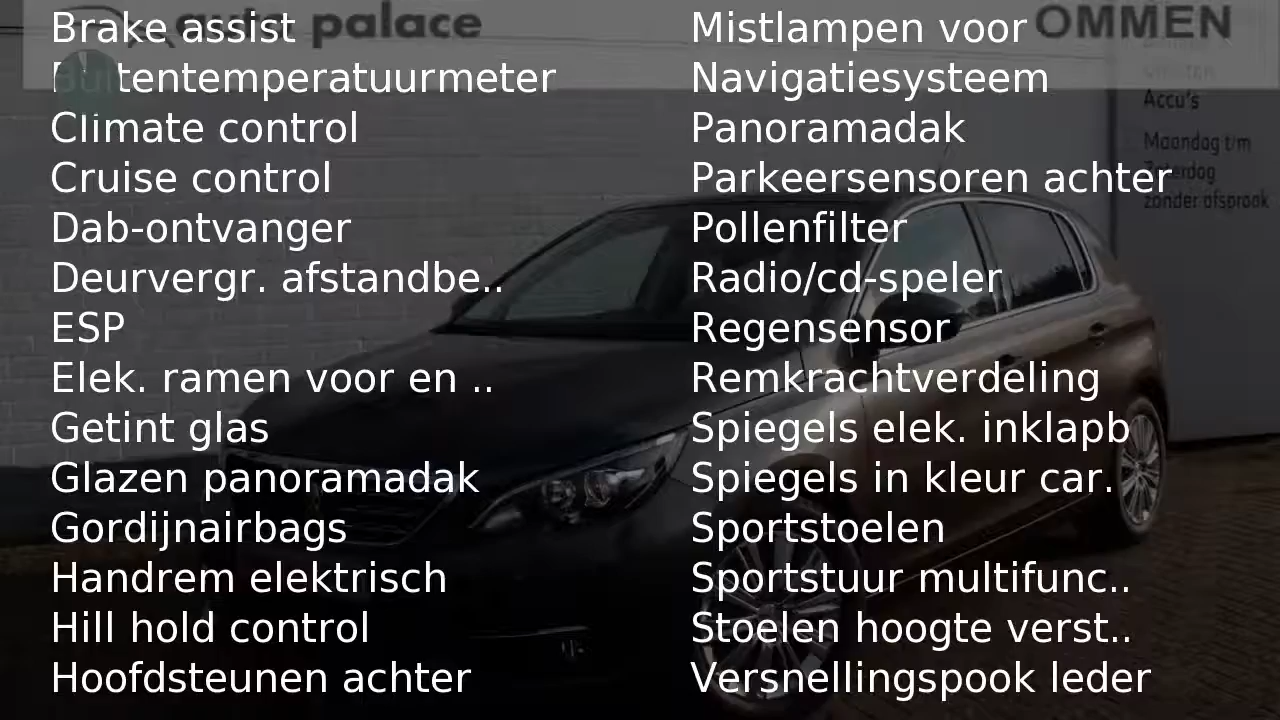 auto palace
OMMEN
Brake assist
Buitentemperatuurmeter
Climate control
Cruise control
Dab-ontvanger
Deurvergr. afstandbe..
ESP
Elek. ramen voor en ..
Getint glas
Glazen panoramadak
Gordijnairbags
Handrem elektrisch
Hill hold control
Hoofdsteunen achter
Mistlampen voor
Navigatiesysteem
Panoramadak
Parkeersensoren achter
Pollenfilter
Radio/cd-speler
Regensensor
Remkrachtverdeling
Spiegels elek. inklapb
Spiegels in kleur car.
Sportstoelen
Sportstuur multifunc..
Stoelen hoogte verst..
Versnellingspook leder
Accu's
Maandag t/m
Zaterdag
zonder afspraak